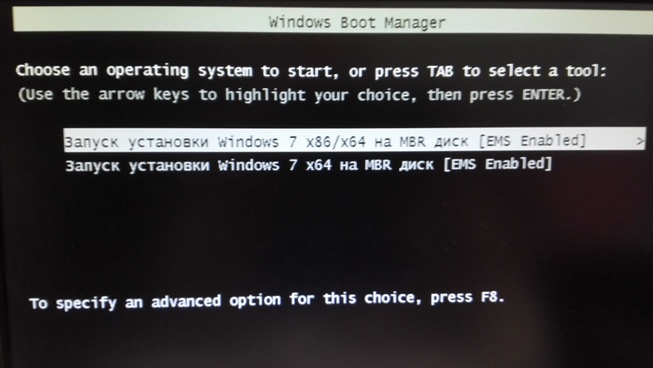 Windows Boot Manager
Choose an operating system to start, or press TAB to select a tool:
(Use the arrow keys to highlight your choice, then press ENTER.)
Запуск установки Windows 7 x86/x64 на MBR диск [EMS Enabled] >
Запуск установки Windows 7 x64 на MBR диск [EMS Enabled]
To specify an advanced option for this choice, press F8.